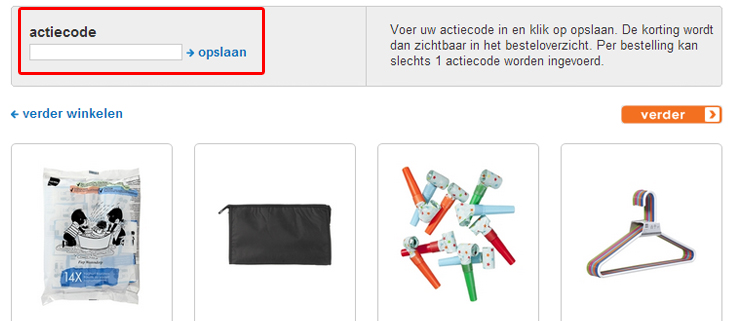 actiecode
opslaan
Voer uw actiecode in en klik op opslaan. De korting wordt
dan zichtbaar in het besteloverzicht. Per bestelling kan
slechts 1 actiecode worden ingevoerd.
verder winkelen
verder
14X